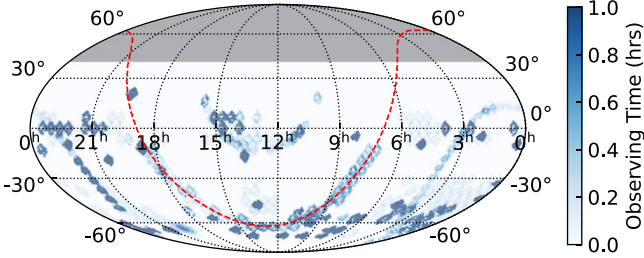 60° 60° 1.0
30° 30° 0.8
0° 0.6
0ʰ 21ʰ 18ʰ 15ʰ 12ʰ 9ʰ 6ʰ 3ʰ 0ʰ 0.4
-30° -30° 0.2
-60° -60° 0.0
Observing Time (hrs)